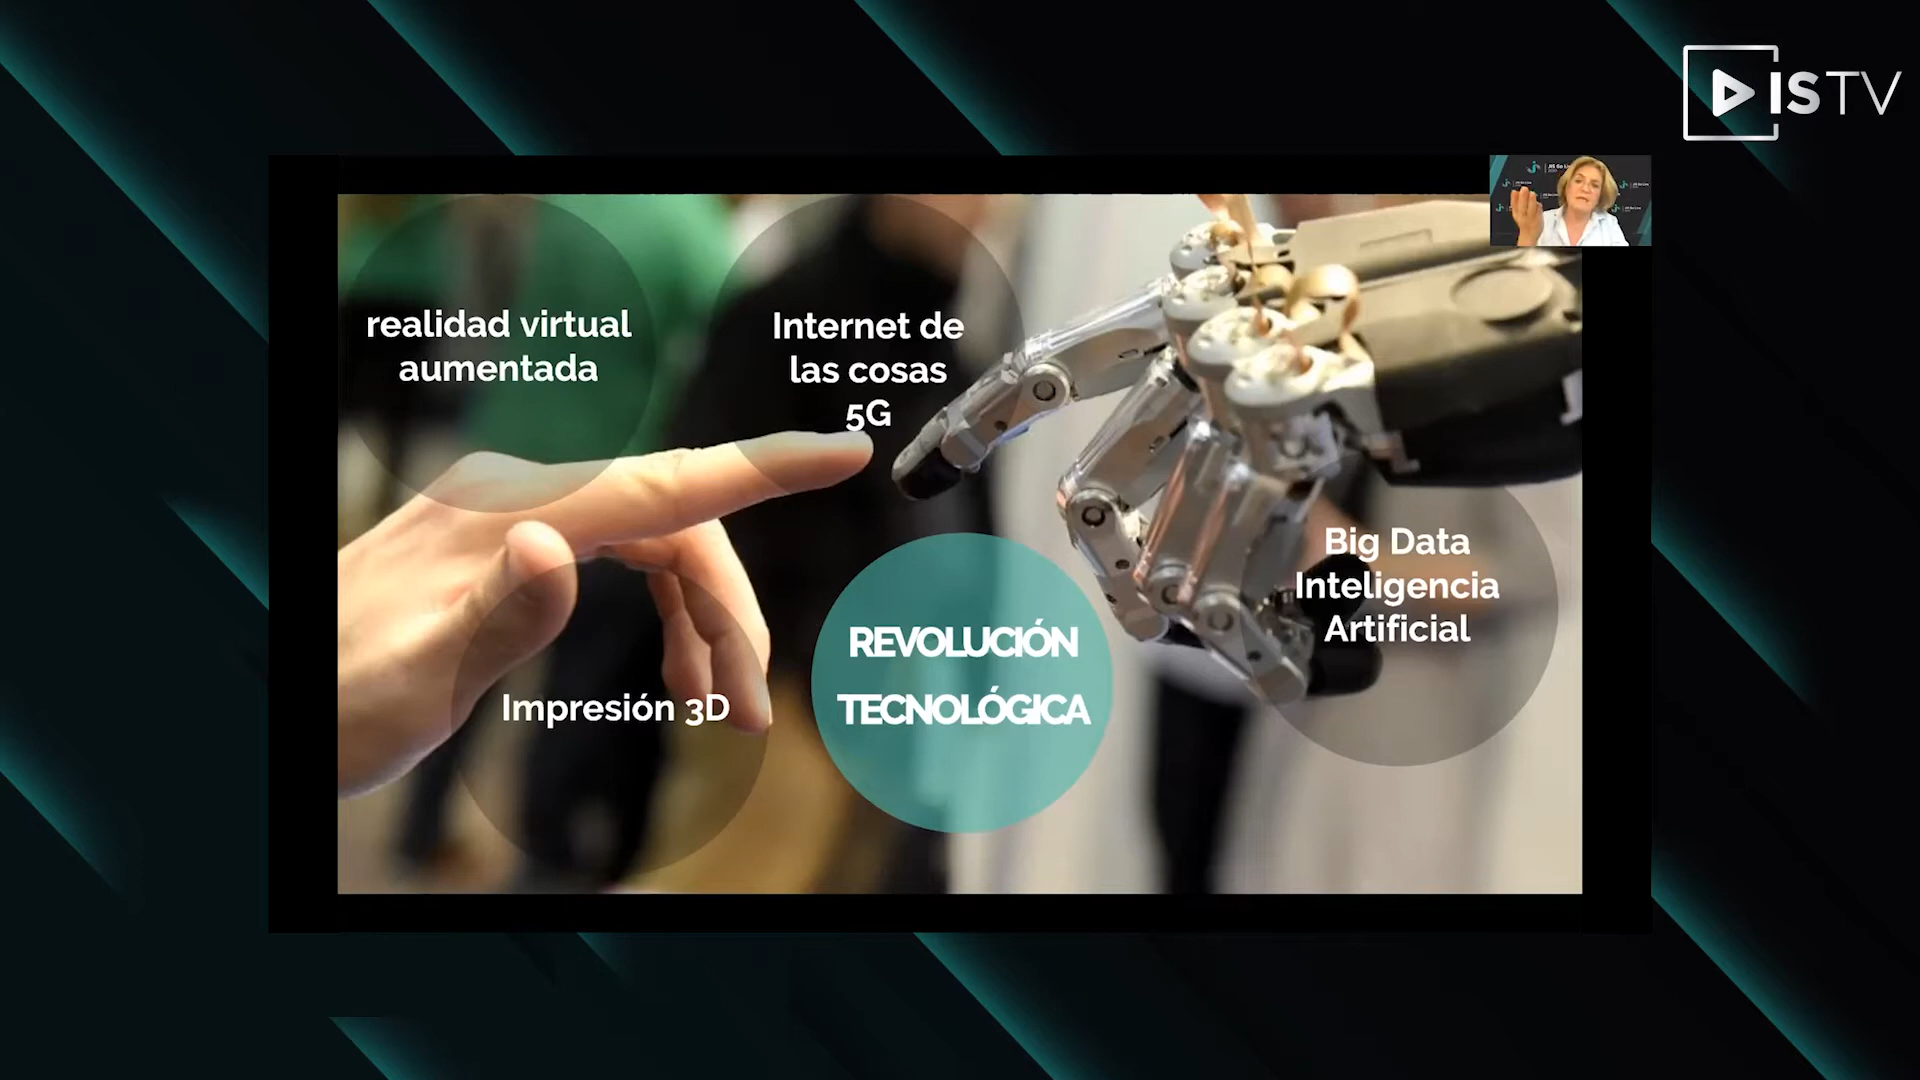 ISTV
realidad virtual
aumentada
Internet de
las cosas
5G
Big Data
Inteligencia
Artificial
REVOLUCIÓN
TECNOLÓGICA
Impresión 3D